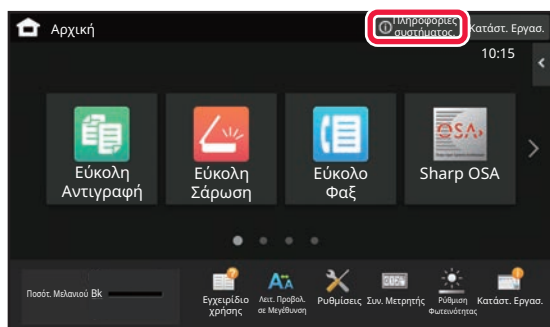 Αρχική
Πληροφορίες
συστήματος.
Κατάστ. Εργασ.
10:15
Εύκολη
Αντιγραφή
Εύκολη
Σάρωση
Εύκολο
Φαξ
OSA
Sharp OSA
Ποσότ. Μελανιού Bk
Εγχειρίδιο
χρήσης
Λειτ. Προβολ.
σε Μεγέθυνση
Ρυθμίσεις
Συν. Μετρητής
Ρύθμιση
Φωτεινότητας
Κατάστ. Εργασ.